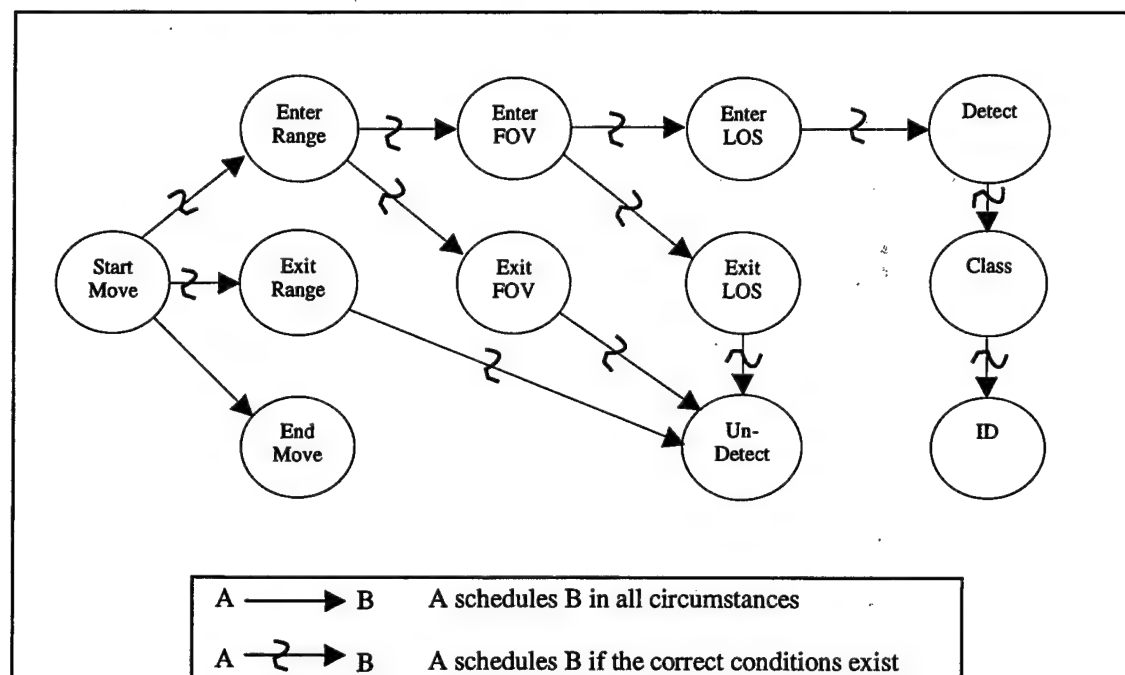 Enter
Range
Enter
FOV
Enter
LOS
Detect
Start
Move
Exit
Range
Exit
FOV
Exit
LOS
Class
End
Move
Un-
Detect
ID
A B A schedules B in all circumstances
A B A schedules B if the correct conditions exist